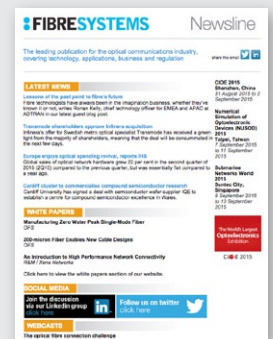 FIBRESYSTEMS
Newsline
The leading publication for the optical communications industry,
covering technology, applications, business and regulation
share the email
LATEST NEWS
Lessons of the past point to fibre's future
Fibre technologists have always been in the imagination business, whether they've
known it or not, writes Ronan Kelly, chief technology officer for EMEA and APAC at
ADTRAN in our latest guest blog post.
Transmode shareholders approve Infinera acquisition
Infinera's offer for Swedish metro optical specialist Transmode has received a green
light from the majority of shareholders, meaning that the deal will be consummated in
the next few days.
Europe enjoys optical spending revival, reports IHS
Global sales of optical network hardware grew 22 per cent in the second quarter of
2015 (2Q15) compared to the previous quarter, but was essentially flat compared to
a year ago.
Cardiff cluster to commercialise compound semiconductor research
Cardiff University has signed a deal with semiconductor wafer supplier IQE to
establish a centre for compound semiconductor excellence in Wales.
WHITE PAPERS
Manufacturing Zero Water Peak Single-Mode Fiber
OFS
200-micron Fiber Enables New Cable Designs
OFS
An Introduction to High Performance Network Connectivity
R&M / Xena Networks
Click here to view the white papers section of our website.
SOCIAL MEDIA
Join the discussion
via our LinkedIn group
click here
in
Follow us on twitter
click here
WEBCASTS
The optical fibre connection challenge
CIOE 2015
Shenzhen, China
31 August 2015 to 3
September 2015
Numerical
Simulation of
Optoelectronic
Devices (NUSOD)
2015
Taipei, Taiwan
7 September 2015
to 11 September
2015
Submarine
Networks World
2015
Suntec City,
Singapore
8 September 2015
to 10 September
2015
The World's Largest
Optoelectronics
Exhibition
CIOE 2015